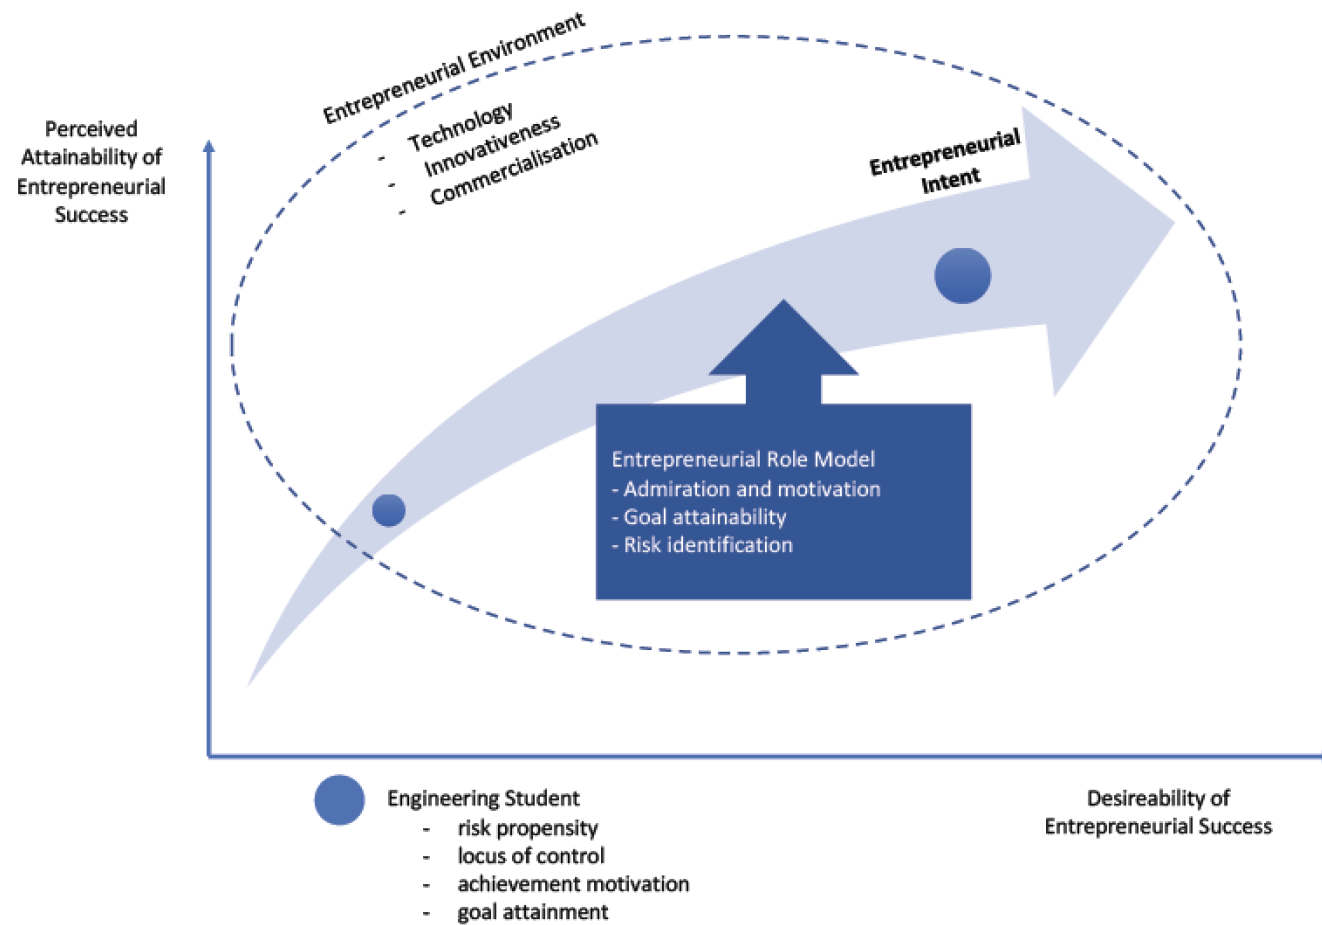 Entrepreneurial Environment
- Technology
- Innovativeness
- Commercialisation
Perceived
Attainability of
Entrepreneurial
Success
Entrepreneurial
Intent
Entrepreneurial Role Model
- Admiration and motivation
- Goal attainability
- Risk identification
Engineering Student
- risk propensity
- locus of control
- achievement motivation
- goal attainment
Desireability of
Entrepreneurial Success